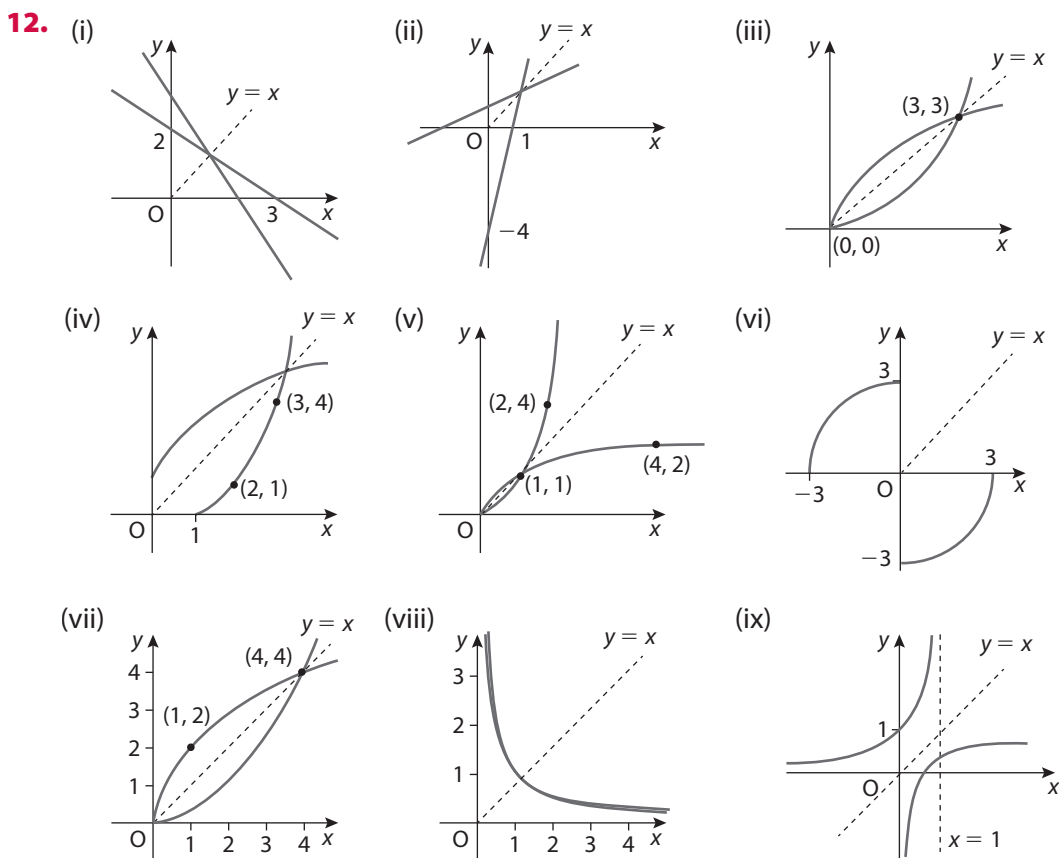 12.
(i)
y
y = x
2
O
3
x
(ii)
y
y = x
O
1
x
−4
(iii)
y
y = x
(3, 3)
(0, 0)
x
(iv)
y
y = x
(3, 4)
(2, 1)
O
1
x
(v)
y
y = x
(2, 4)
(4, 2)
(1, 1)
O
x
(vi)
y
y = x
3
3
−3
O
x
−3
(vii)
y
y = x
(4, 4)
4
3
(1, 2)
2
1
O
1 2 3 4 x
(viii)
y
y = x
3
2
1
O
1 2 3 4 x
(ix)
y
y = x
1
O
x
x = 1